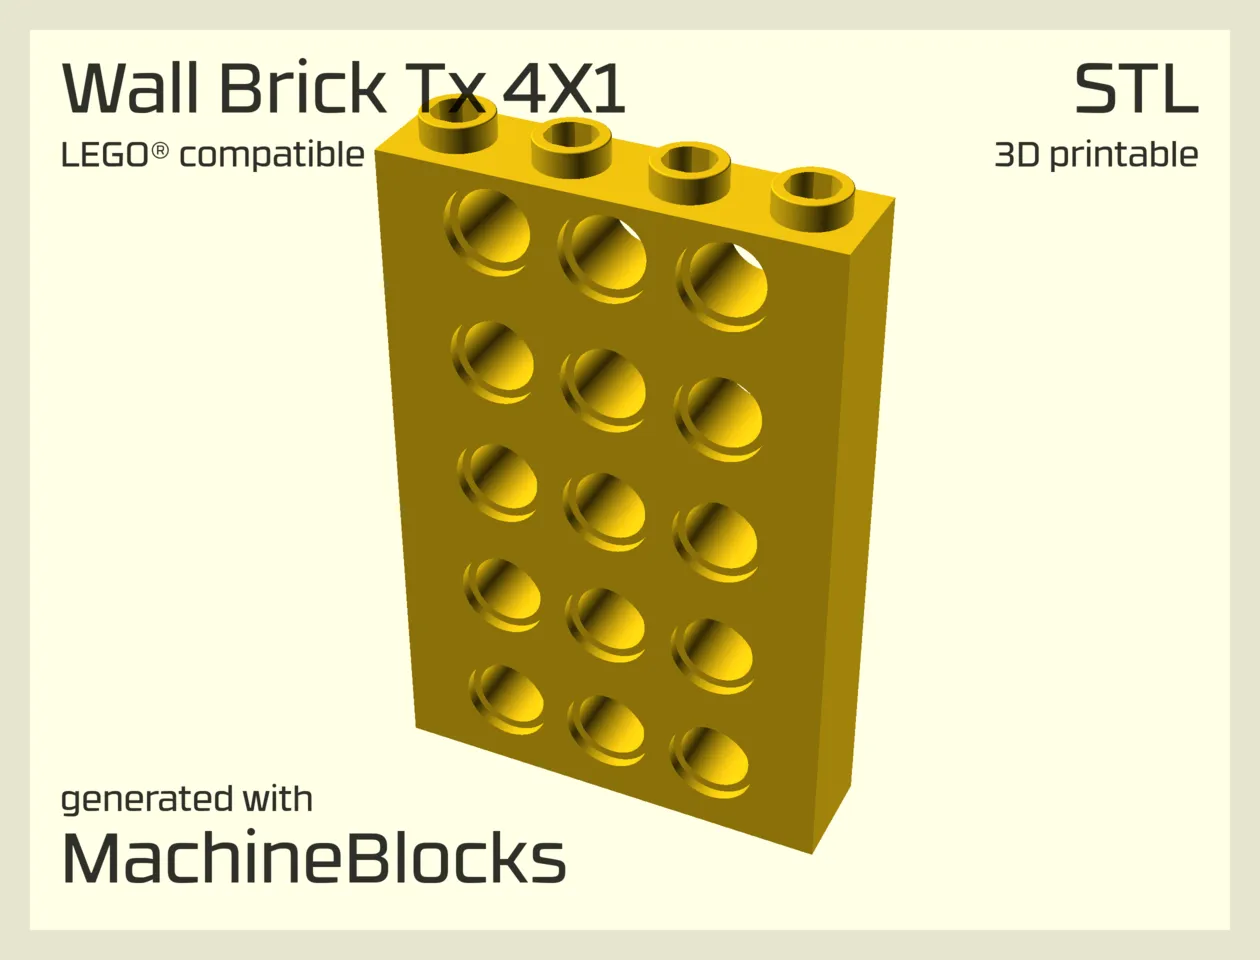 Wall Brick Tx 4X1
LEGO® compatible
STL
3D printable
generated with
MachineBlocks